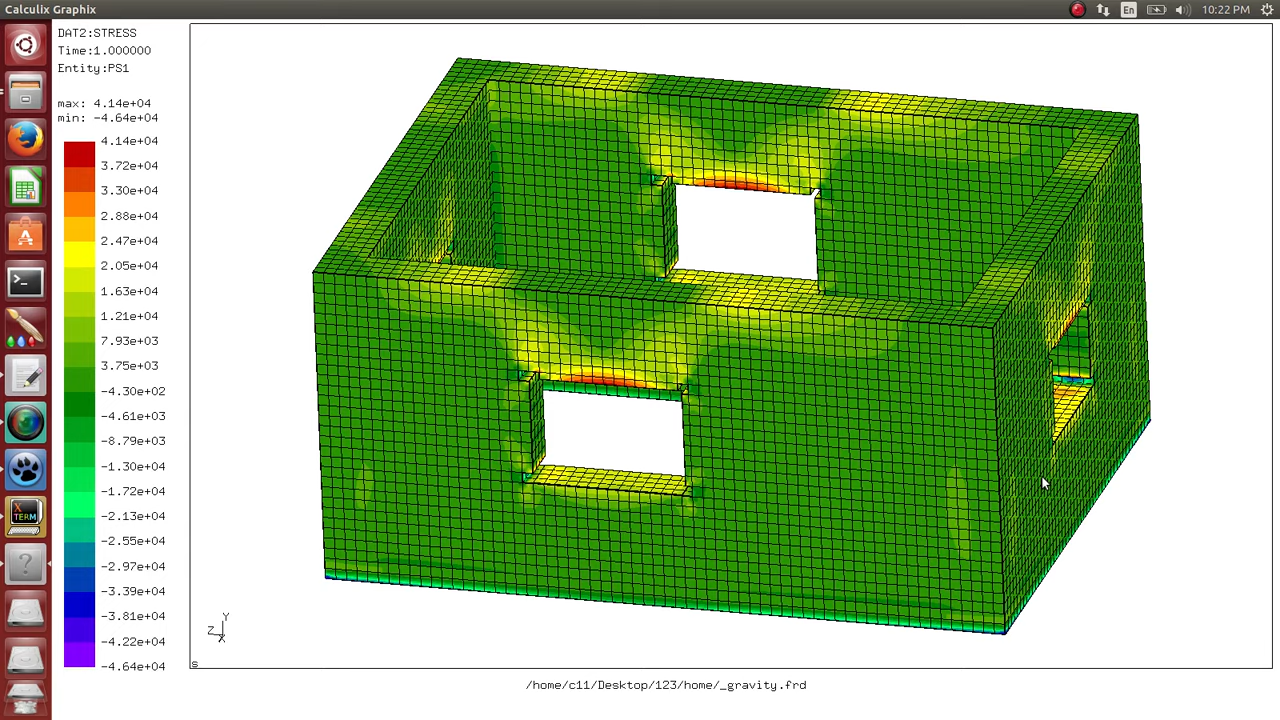 Calculix Graphix
En
10:22 PM
DAT2:STRESS
Time:1.000000
Entity:PS1
max: 4.14e+04
min: -4.64e+04
4.14e+04
3.72e+04
3.30e+04
2.88e+04
2.47e+04
2.05e+04
1.63e+04
1.21e+04
7.93e+03
3.75e+03
-4.30e+02
-4.61e+03
-8.79e+03
-1.30e+04
-1.72e+04
-2.13e+04
-2.55e+04
-2.97e+04
-3.39e+04
-3.81e+04
-4.22e+04
-4.64e+04
X
TERM
Y
Z
X
s
/home/c11/Desktop/123/home/_gravity.frd